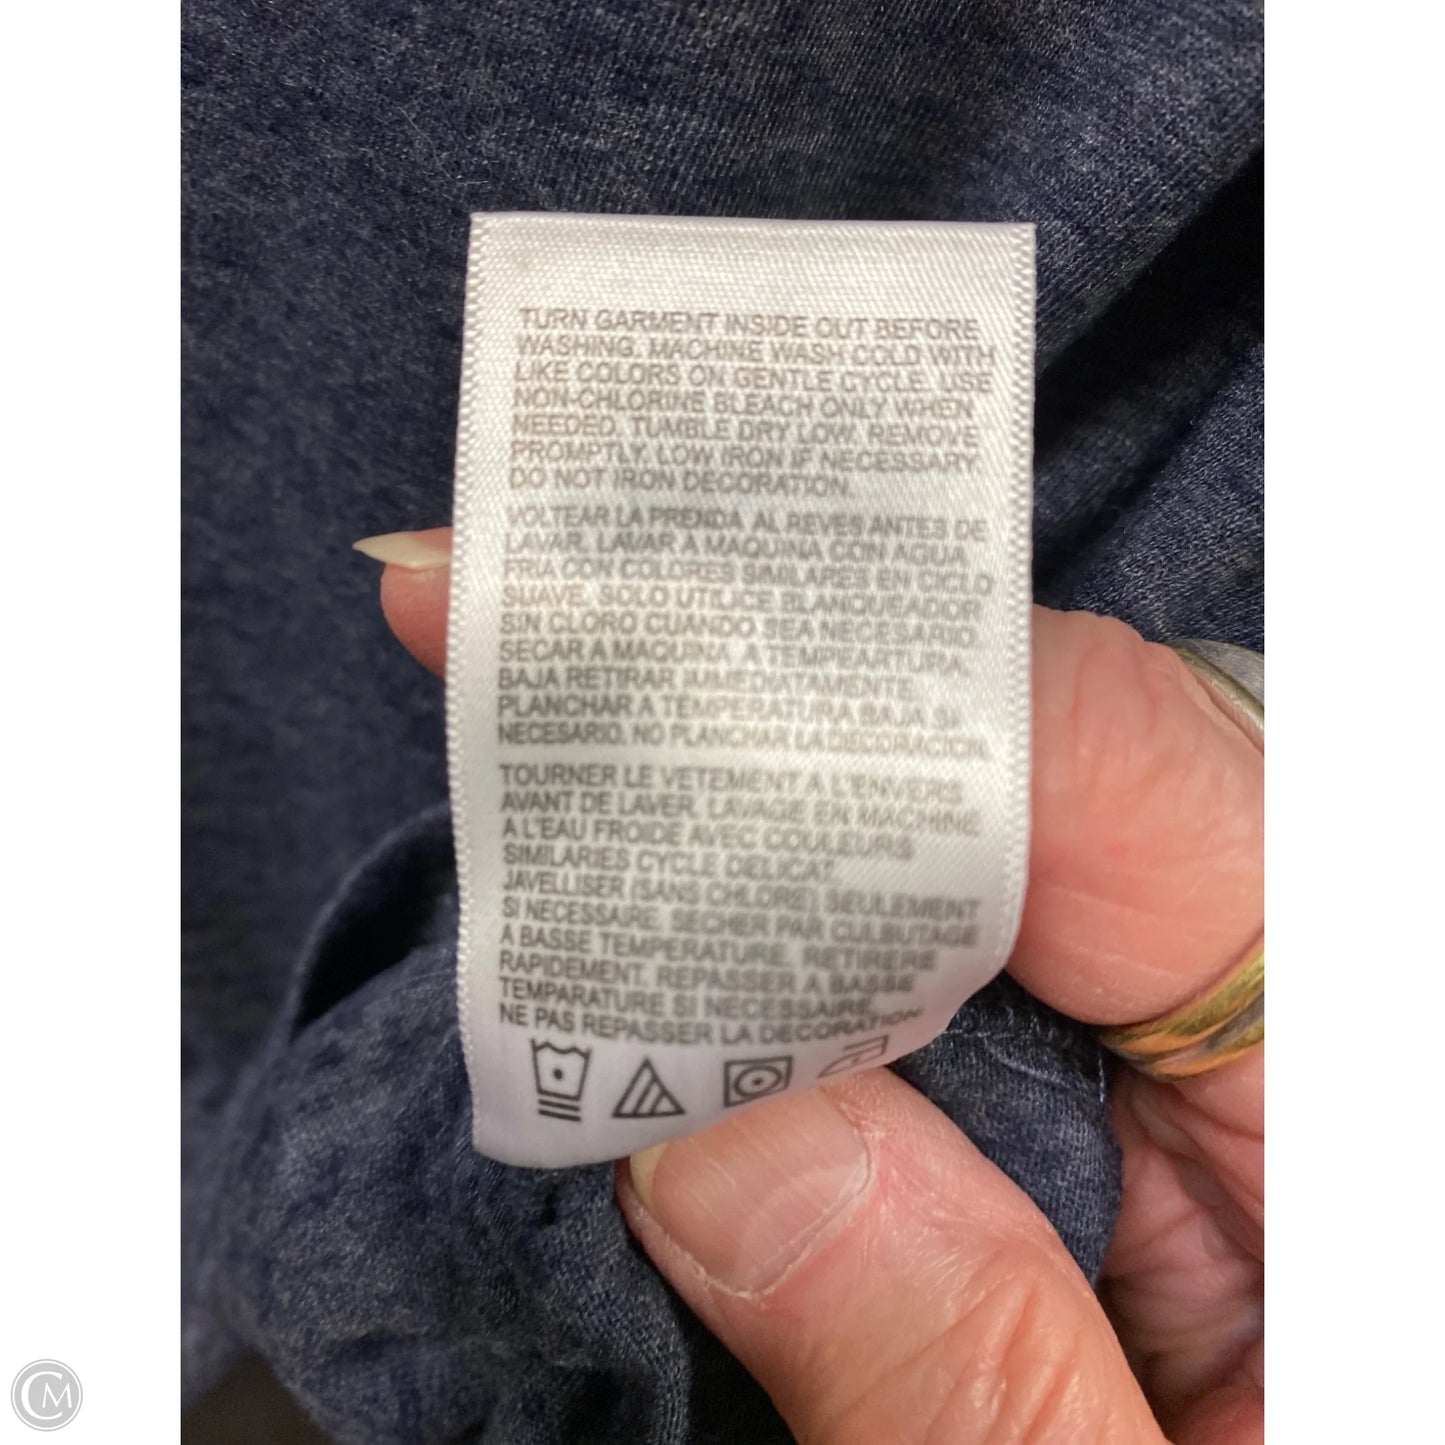 TURN GARMENT INSIDE OUT BEFORE
WASHING. MACHINE WASH COLD WITH
LIKE COLORS ON GENTLE CYCLE. USE
NON-CHLORINE BLEACH ONLY WHEN
NEEDED. TUMBLE DRY LOW. REMOVE
PROMPTLY. LOW IRON IF NECESSARY.
DO NOT IRON DECORATION.
VOLTEAR LA PRENDA AL REVES ANTES DE
LAVAR. LAVAR A MAQUINA CON AGUA
FRIA CON COLORES SIMILARES EN CICLO
SUAVE. SOLO UTILICE BLANQUEADOR
SIN CLORO CUANDO SEA NECESARIO.
SECAR A MAQUINA, A TEMPEARTURA,
BAJA RETIRAR IMMEDIATAMENTE.
PLANCHAR A TEMPERATURA BAJA SI
NECESARIO. NO PLANCHAR LA DECORACION.
TOURNER LE VETEMENT A L'ENVERS
AVANT DE LAVER. LAVAGE EN MACHINE
A L'EAU FROIDE AVEC COULEURS
SIMILARIES CYCLE DELICAT.
JAVELLISER (SANS CHLORE) SEULEMENT
SI NECESSAIRE. SECHER PAR CULBUTAGE
A BASSE TEMPERATURE. RETIRERE
RAPIDEMENT. REPASSER A BASSE
TEMPARATURE SI NECESSAIRE.
NE PAS REPASSER LA DECORATION.
CM